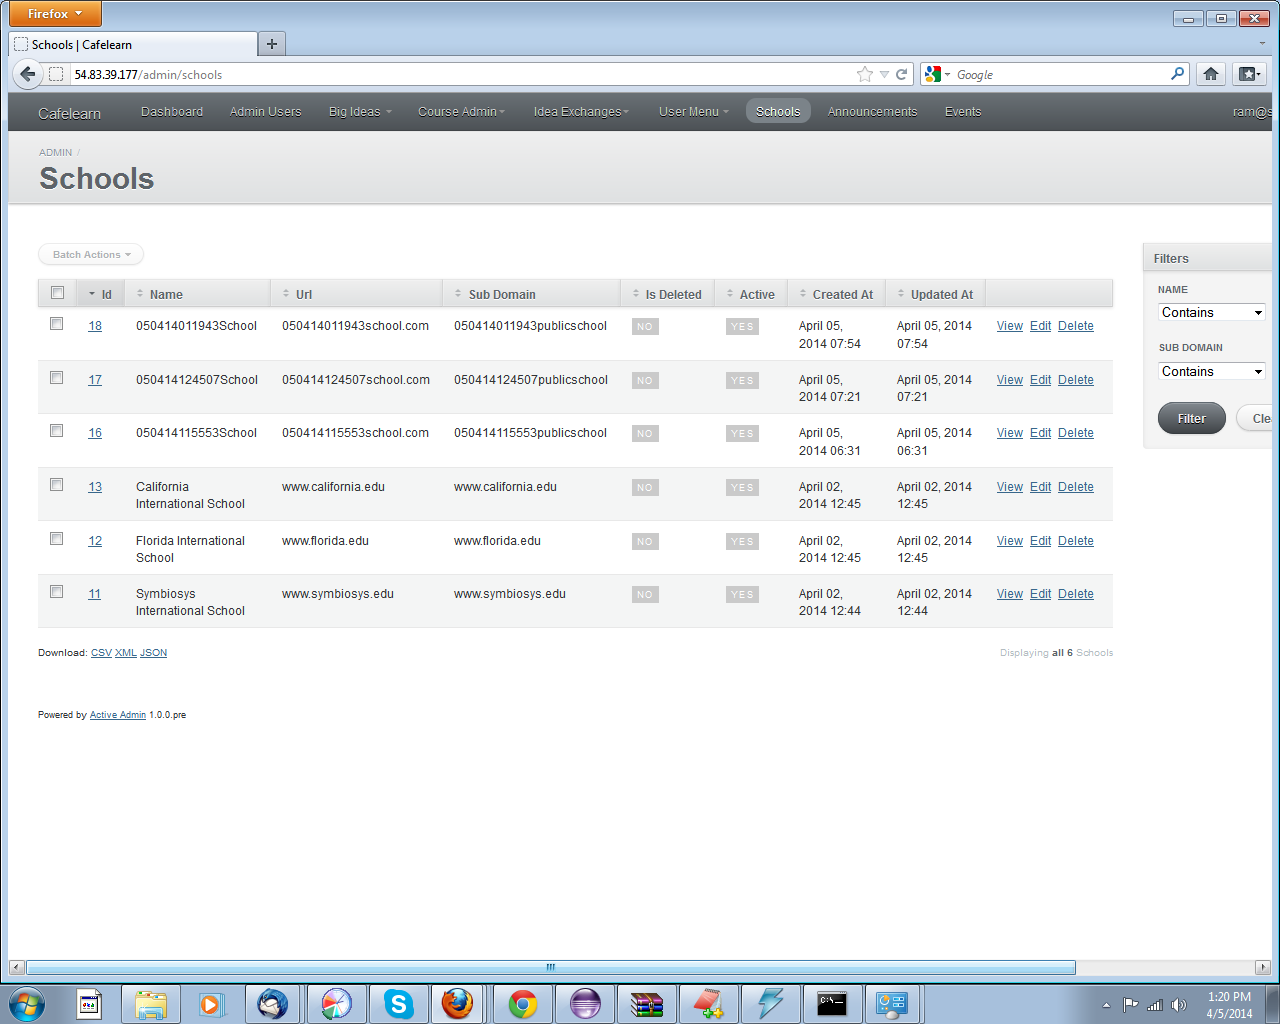 Firefox
Schools | Cafelearn
54.83.39.177/admin/schools
Google
Cafelearn Dashboard Admin Users Big Ideas Course Admin Idea Exchanges User Menu Schools Announcements Events ram@s
ADMIN /
Schools
Batch Actions
Id Name Url Sub Domain Is Deleted Active Created At Updated At
18 050414011943School 050414011943school.com 050414011943publicschool NO YES April 05, 2014 07:54 April 05, 2014 07:54 View Edit Delete
17 050414124507School 050414124507school.com 050414124507publicschool NO YES April 05, 2014 07:21 April 05, 2014 07:21 View Edit Delete
16 050414115553School 050414115553school.com 050414115553publicschool NO YES April 05, 2014 06:31 April 05, 2014 06:31 View Edit Delete
13 California International School www.california.edu www.california.edu NO YES April 02, 2014 12:45 April 02, 2014 12:45 View Edit Delete
12 Florida International School www.florida.edu www.florida.edu NO YES April 02, 2014 12:45 April 02, 2014 12:45 View Edit Delete
11 Symbiosys International School www.symbiosys.edu www.symbiosys.edu NO YES April 02, 2014 12:44 April 02, 2014 12:44 View Edit Delete
Download: CSV XML JSON
Displaying all 6 Schools
Powered by Active Admin 1.0.0.pre
Filters
NAME
Contains
SUB DOMAIN
Contains
Filter Clea
1:20 PM
4/5/2014